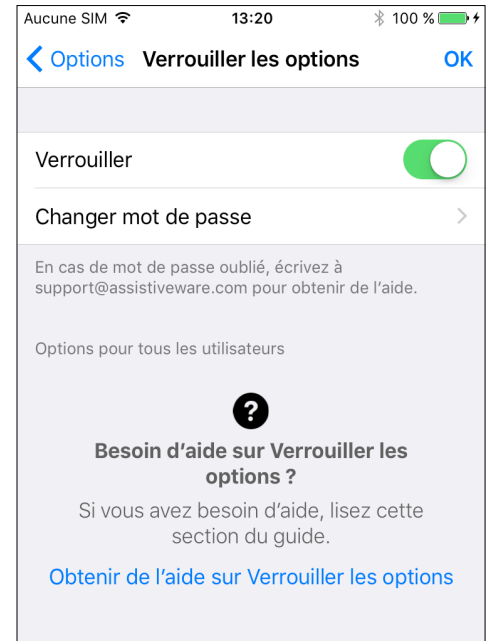 Aucune SIM 13:20 100 %
Options Verrouiller les options OK
Verrouiller
Changer mot de passe
En cas de mot de passe oublié, écrivez à
support@assistiveware.com pour obtenir de l'aide.
Options pour tous les utilisateurs
?
Besoin d'aide sur Verrouiller les
options ?
Si vous avez besoin d'aide, lisez cette
section du guide.
Obtenir de l'aide sur Verrouiller les options